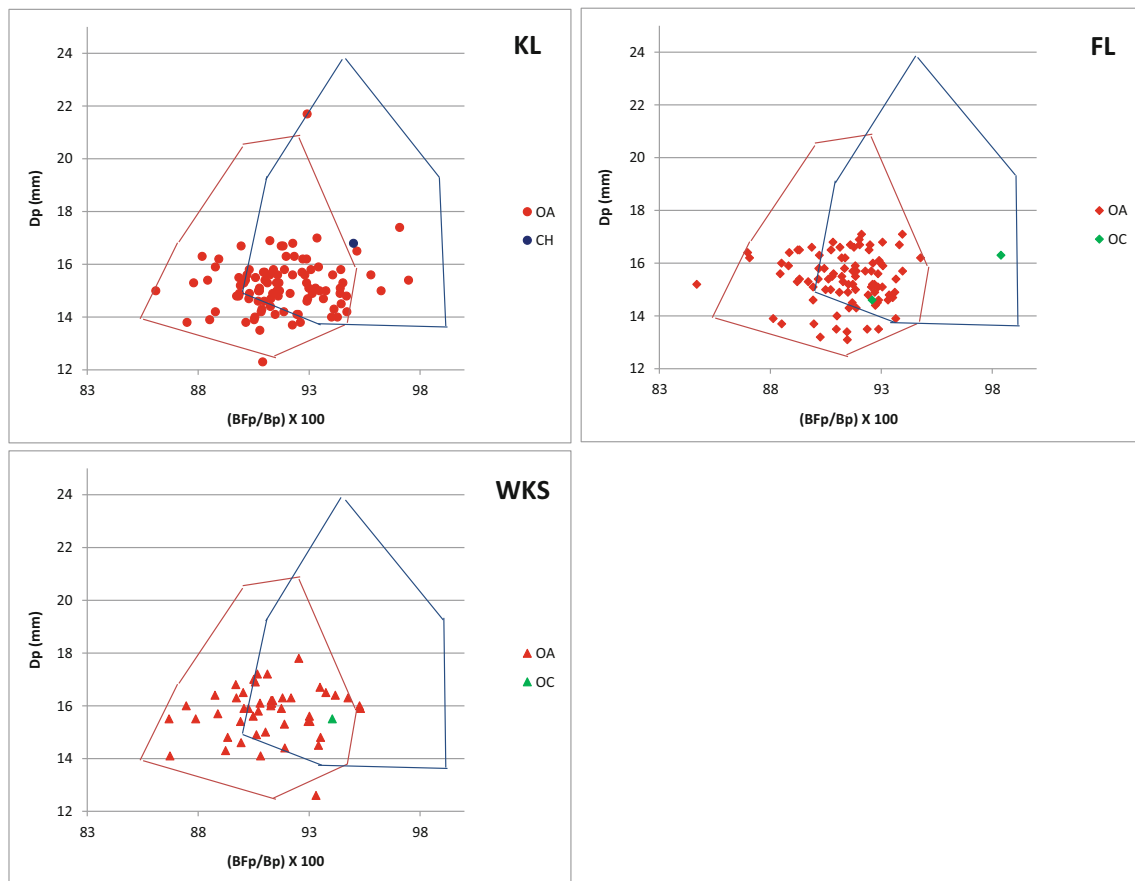 KL
24
22
20
18
16
14
12
Dp (mm)
83 88 93 98
(BFp/Bp) X 100
OA
CH
FL
24
22
20
18
16
14
12
Dp (mm)
83 88 93 98
(BFp/Bp) X 100
OA
OC
WKS
24
22
20
18
16
14
12
Dp (mm)
83 88 93 98
(BFp/Bp) X 100
OA
OC